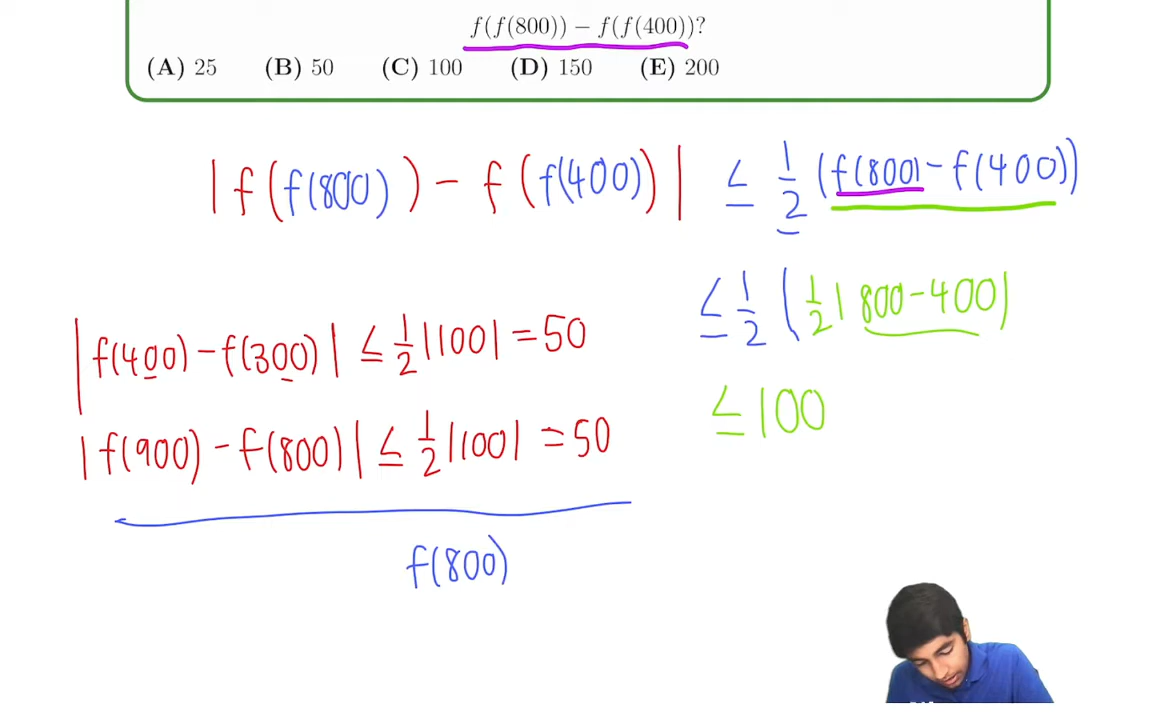 f(f(800)) − f(f(400))?
(A) 25 (B) 50 (C) 100 (D) 150 (E) 200
|f(f(800)) − f(f(400))| ≤ 1/2 (f(800) − f(400))
≤ 1/2 (1/2 | 800 − 400)
|f(400) − f(300)| ≤ 1/2 |100| = 50
≤ 100
|f(900) − f(800)| ≤ 1/2 |100| = 50
f(800)